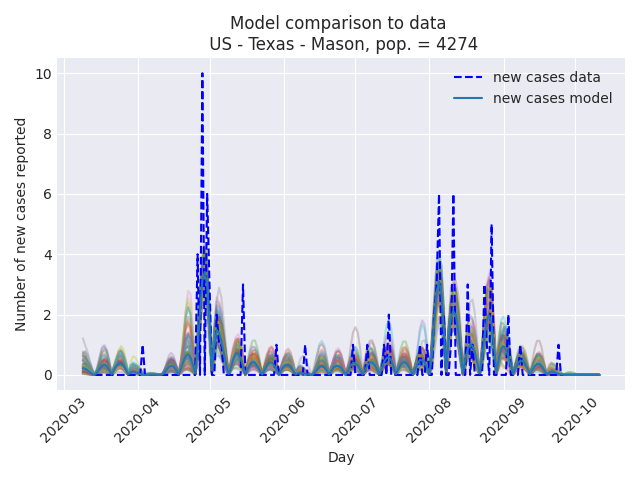 Model comparison to data
US - Texas - Mason, pop. = 4274
new cases data
new cases model
Number of new cases reported
10
8
6
4
2
0
2020-03
2020-04
2020-05
2020-06
2020-07
2020-08
2020-09
2020-10
Day